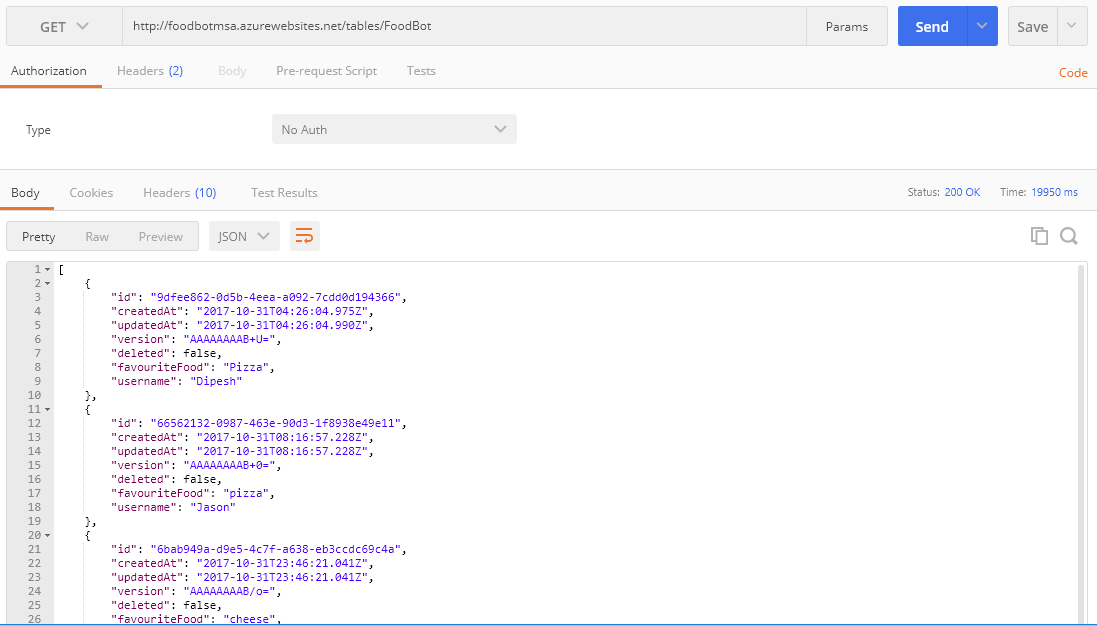 GET http://foodbotmsa.azurewebsites.net/tables/FoodBot Params Send Save
Authorization Headers (2) Body Pre-request Script Tests Code
Type No Auth
Body Cookies Headers (10) Test Results Status: 200 OK Time: 19950 ms
Pretty Raw Preview JSON
1 [
2 {
3 "id": "9dfee862-0d5b-4eea-a092-7cdd0d194366",
4 "createdAt": "2017-10-31T04:26:04.975Z",
5 "updatedAt": "2017-10-31T04:26:04.990Z",
6 "version": "AAAAAAAAB+U=",
7 "deleted": false,
8 "favouriteFood": "Pizza",
9 "username": "Dipesh"
10 },
11 {
12 "id": "66562132-0987-463e-90d3-1f8938e49e11",
13 "createdAt": "2017-10-31T08:16:57.228Z",
14 "updatedAt": "2017-10-31T08:16:57.228Z",
15 "version": "AAAAAAAAB+0=",
16 "deleted": false,
17 "favouriteFood": "pizza",
18 "username": "Jason"
19 },
20 {
21 "id": "6bab949a-d9e5-4c7f-a638-eb3ccdc69c4a",
22 "createdAt": "2017-10-31T23:46:21.041Z",
23 "updatedAt": "2017-10-31T23:46:21.041Z",
24 "version": "AAAAAAAAB/o=",
25 "deleted": false,
26 "favouriteFood": "cheese",